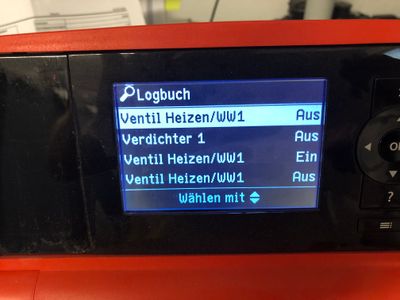 Logbuch
Ventil Heizen/WW1 Aus
Verdichter 1 Aus
Ventil Heizen/WW1 Ein
Ventil Heizen/WW1 Aus
Wählen mit
?